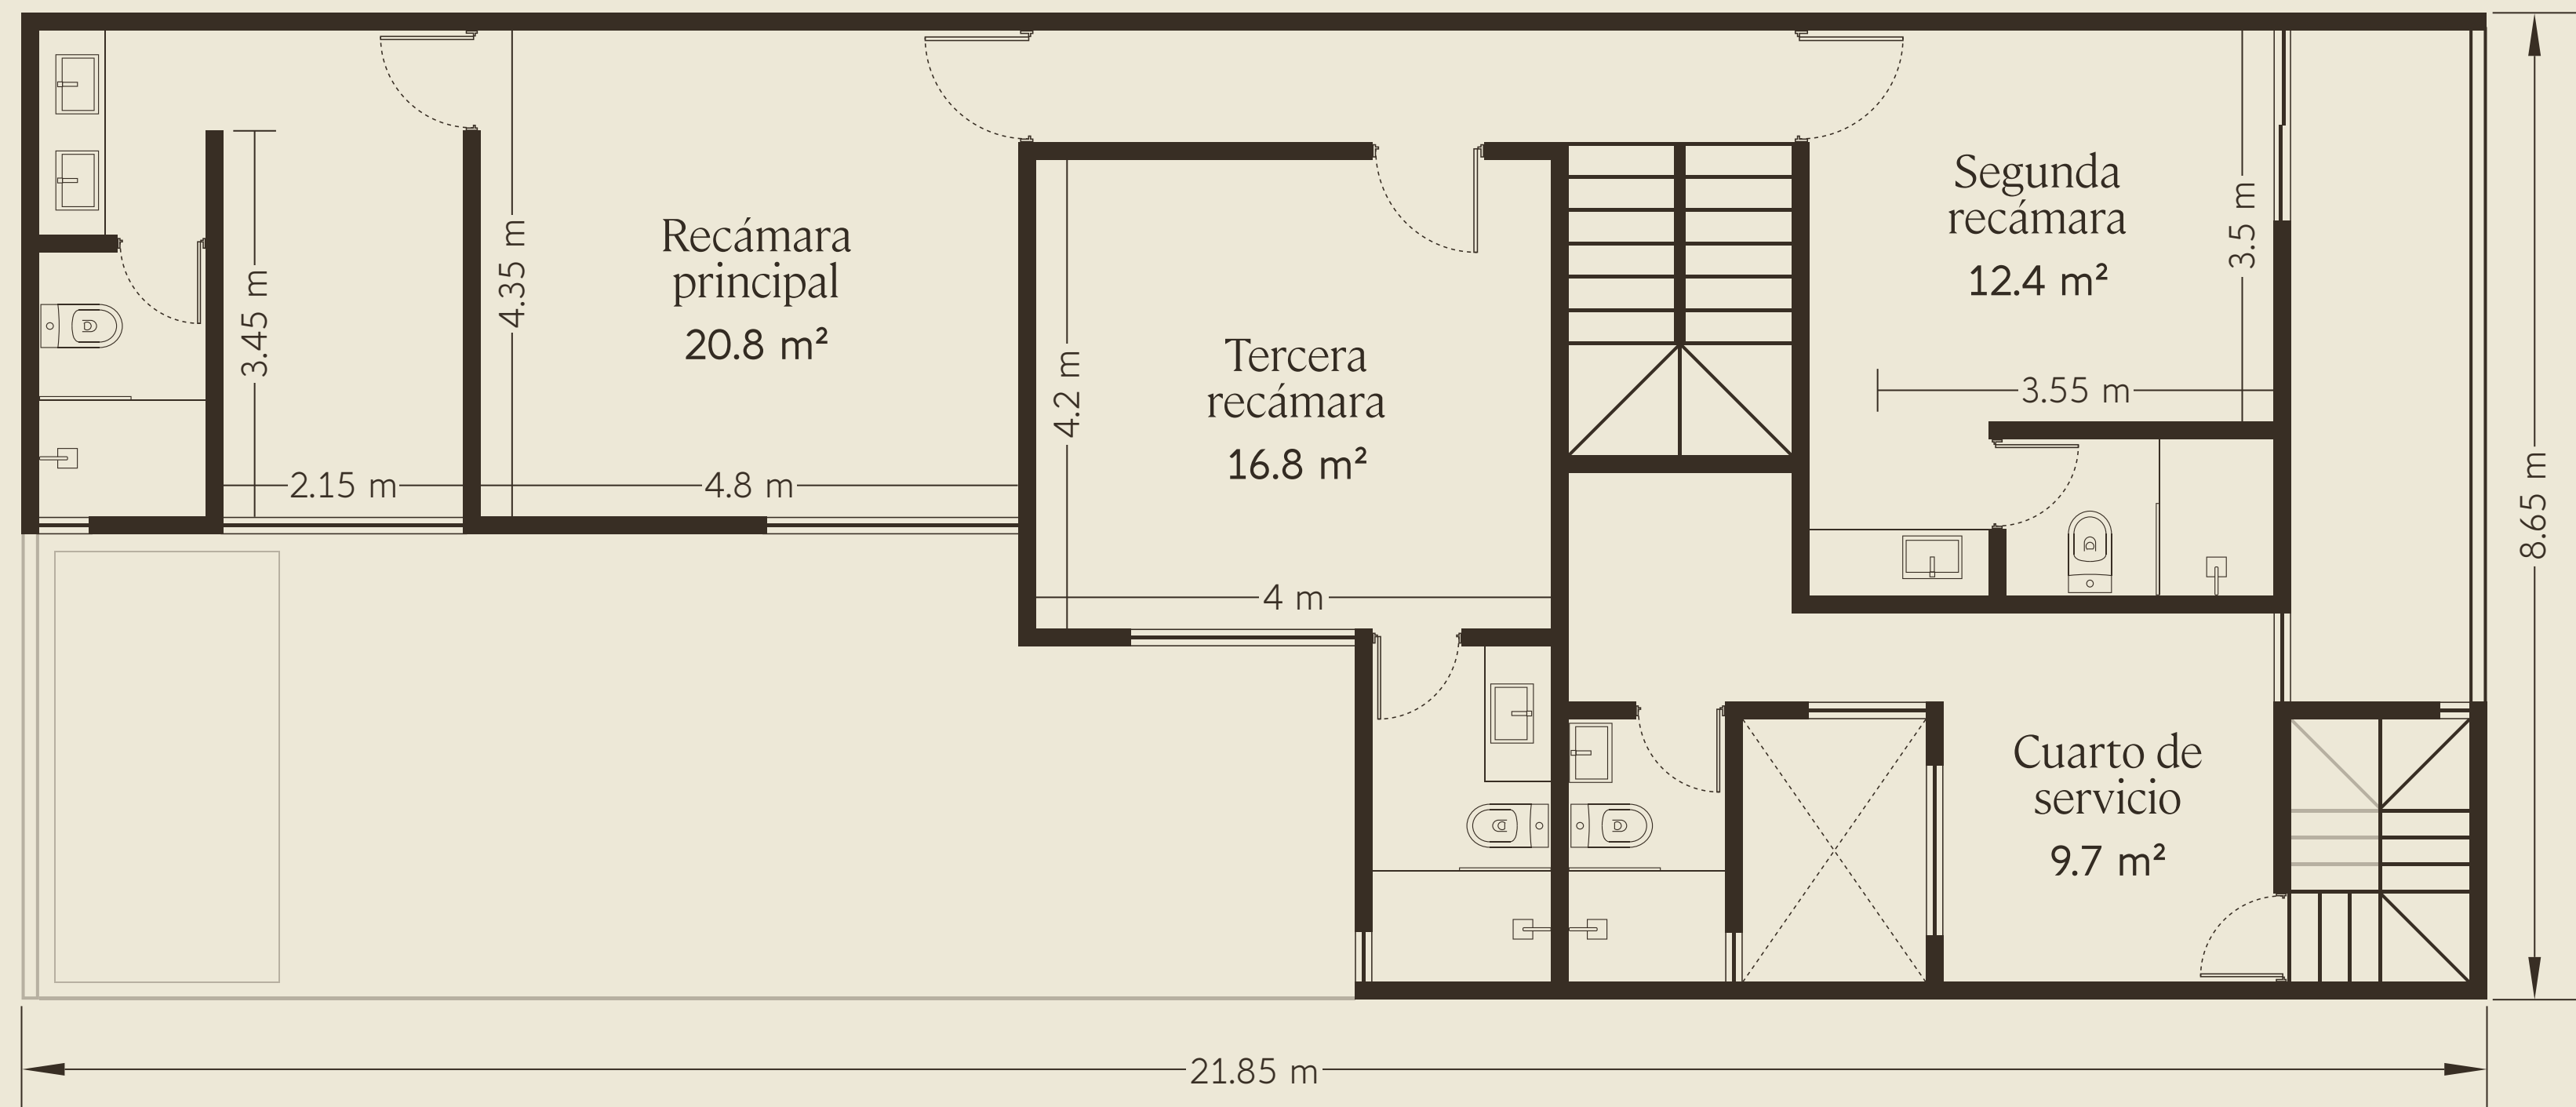 Recámara
principal
20.8 m²
4.35 m
4.8 m
3.45 m
2.15 m
Tercera
recámara
16.8 m²
4.2 m
4 m
Segunda
recámara
12.4 m²
3.5 m
3.55 m
Cuarto de
servicio
9.7 m²
8.65 m
21.85 m